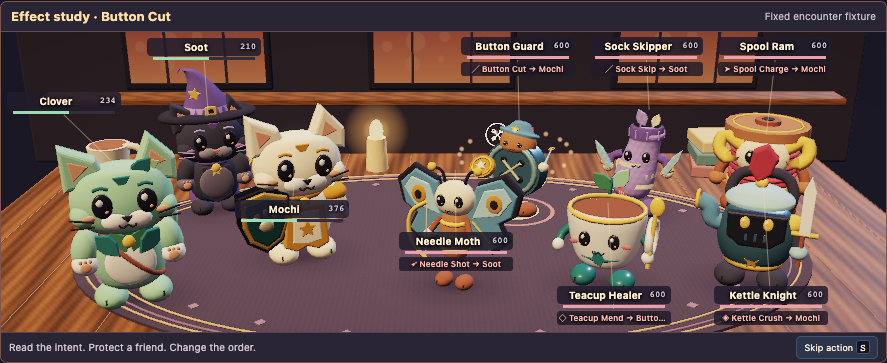 Effect study · Button Cut
Fixed encounter fixture
Soot 210
Button Guard 600
Button Cut → Mochi
Sock Skipper 600
Sock Skip → Soot
Spool Ram 600
Spool Charge → Mochi
Clover 234
Mochi 376
Needle Moth 600
Needle Shot → Soot
Teacup Healer 600
Teacup Mend → Butto...
Kettle Knight 600
Kettle Crush → Mochi
Read the intent. Protect a friend. Change the order.
Skip action S